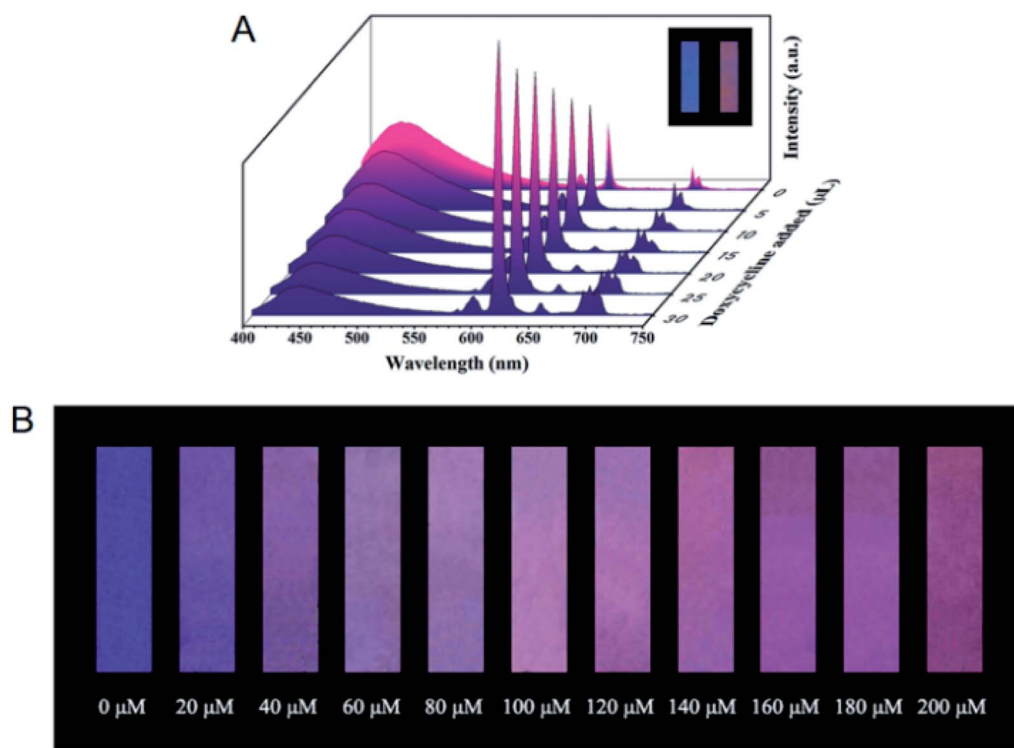 A
Intensity (a.u.)
0
5
10
15
20
25
30
Doxycycline added (μL)
400 450 500 550 600 650 700 750
Wavelength (nm)
B
0 μM 20 μM 40 μM 60 μM 80 μM 100 μM 120 μM 140 μM 160 μM 180 μM 200 μM